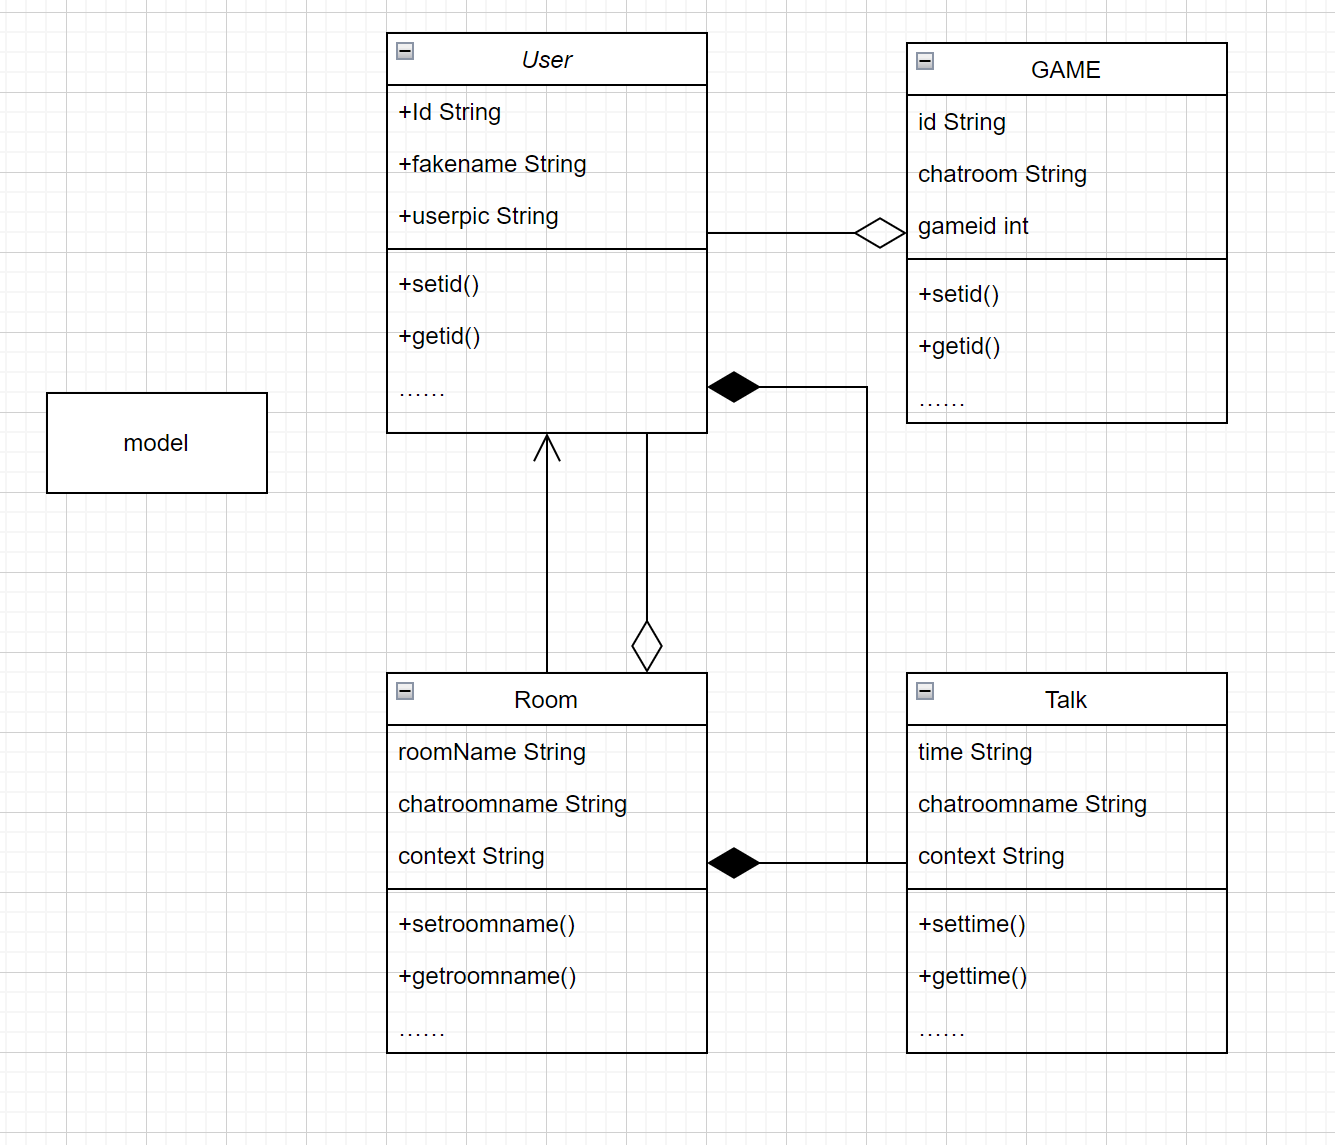 User
+Id String
+fakename String
+userpic String
+setid()
+getid()
......
GAME
id String
chatroom String
gameid int
+setid()
+getid()
......
model
Room
roomName String
chatroomname String
context String
+setroomname()
+getroomname()
......
Talk
time String
chatroomname String
context String
+settime()
+gettime()
......